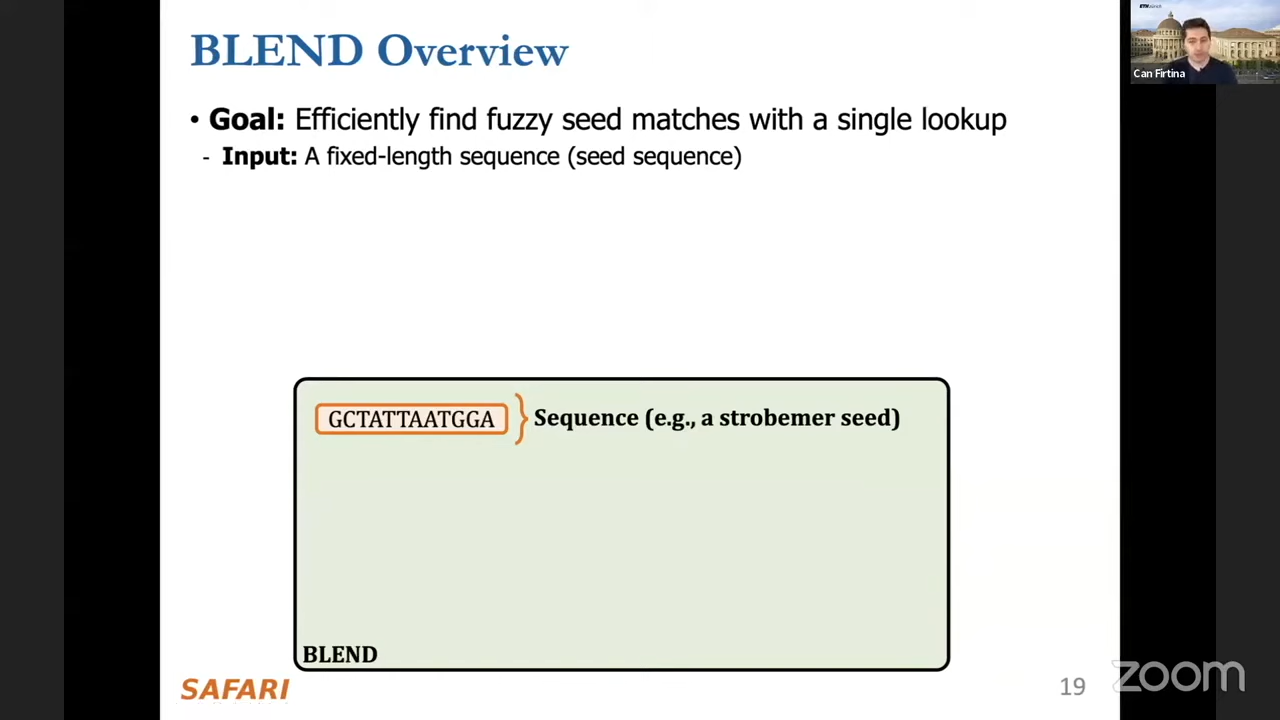 BLEND Overview
• Goal: Efficiently find fuzzy seed matches with a single lookup
- Input: A fixed-length sequence (seed sequence)
GCTATTAATGGA
Sequence (e.g., a strobemer seed)
BLEND
SAFARI
19
zoom
Can Firtina